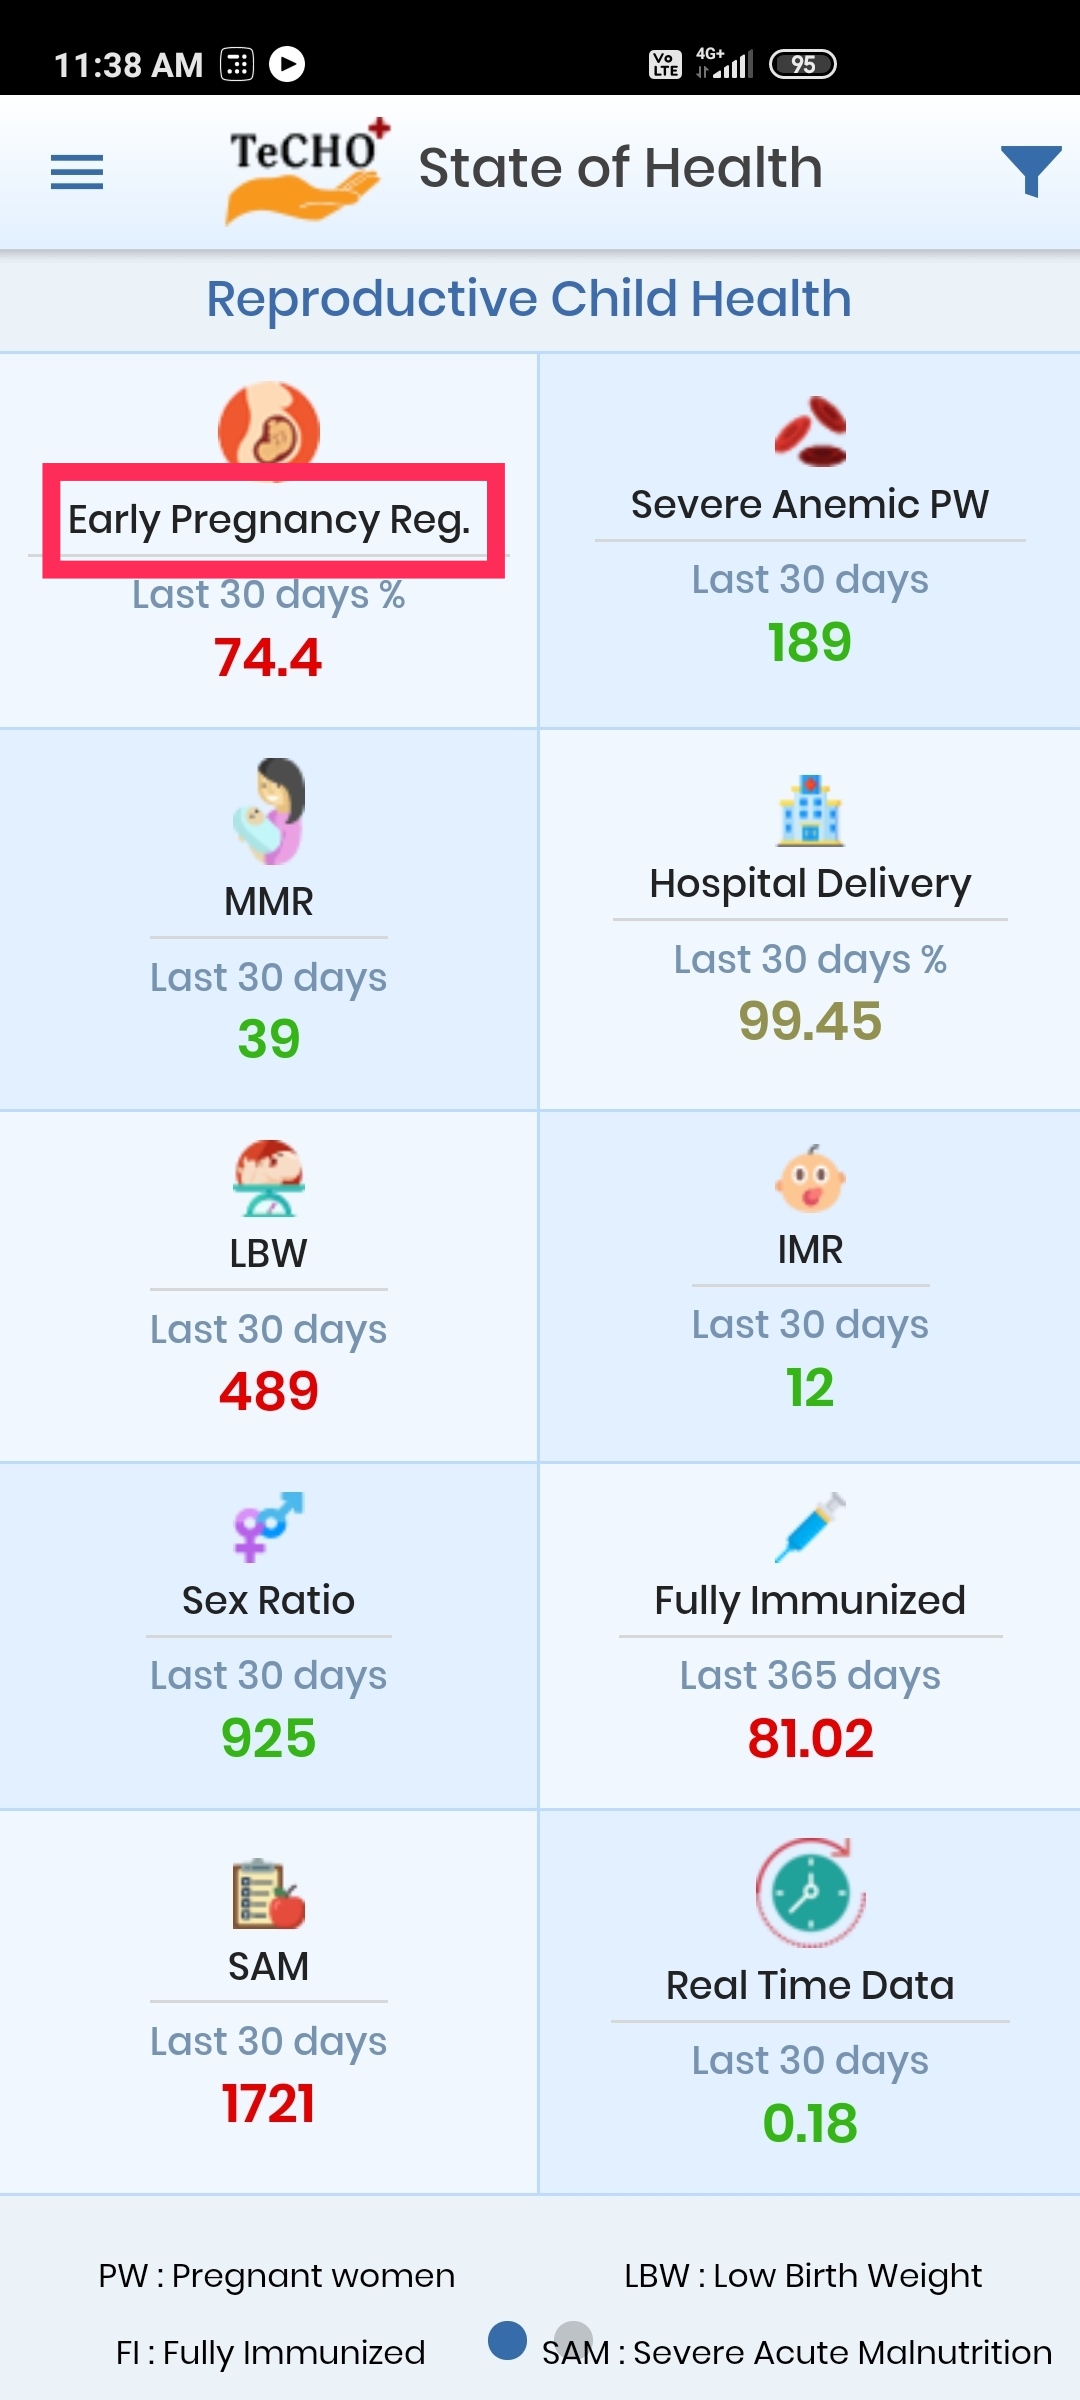 11:38 AM
Vo LTE 4G+ 95
TeCHO+ State of Health
Reproductive Child Health
Early Pregnancy Reg.
Last 30 days %
74.4
Severe Anemic PW
Last 30 days
189
MMR
Last 30 days
39
Hospital Delivery
Last 30 days %
99.45
LBW
Last 30 days
489
IMR
Last 30 days
12
Sex Ratio
Last 30 days
925
Fully Immunized
Last 365 days
81.02
SAM
Last 30 days
1721
Real Time Data
Last 30 days
0.18
PW : Pregnant women
LBW : Low Birth Weight
FI : Fully Immunized
SAM : Severe Acute Malnutrition